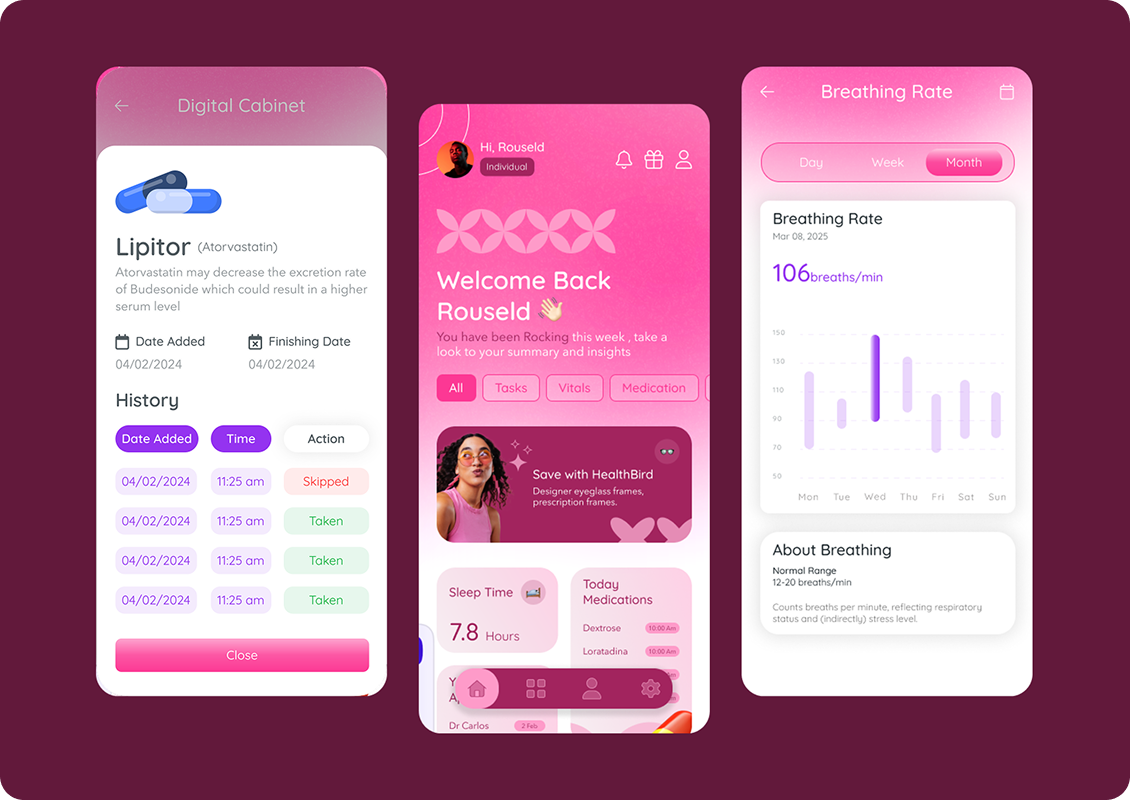 Digital Cabinet
Lipitor (Atorvastatin)
Atorvastatin may decrease the excretion rate
of Budesonide which could result in a higher
serum level
Date Added Finishing Date
04/02/2024 04/02/2024
History
Date Added Time Action
04/02/2024 11:25 am Skipped
04/02/2024 11:25 am Taken
04/02/2024 11:25 am Taken
04/02/2024 11:25 am Taken
Close
Hi, Rouseld
Individual
Welcome Back
Rouseld 👋
You have been Rocking this week , take a
look to your summary and insights
All Tasks Vitals Medication
Save with HealthBird
Designer eyeglass frames,
prescription frames.
Sleep Time
7.8 Hours
Today
Medications
Dextrose 10:00 Am
Loratadina 10:00 Am
Dr Carlos 2 Feb
Breathing Rate
Day Week Month
Breathing Rate
Mar 08, 2025
106breaths/min
150
130
110
90
70
50
Mon Tue Wed Thu Fri Sat Sun
About Breathing
Normal Range
12-20 breaths/min
Counts breaths per minute, reflecting respiratory
status and (indirectly) stress level.